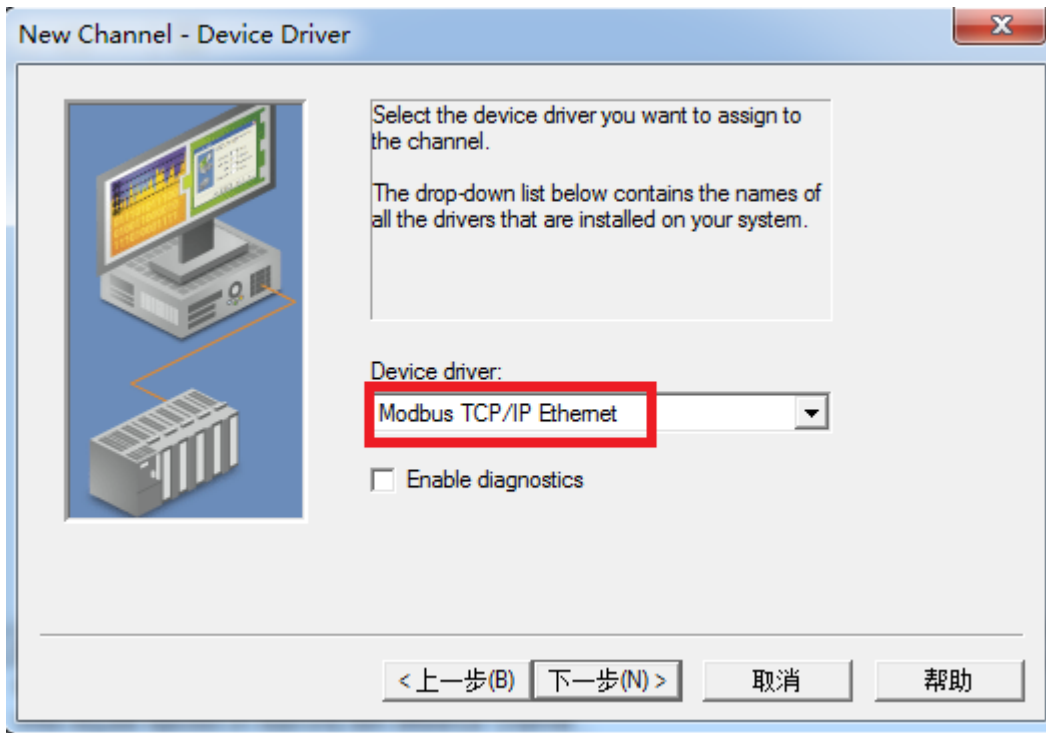 New Channel - Device Driver
Select the device driver you want to assign to
the channel.
The drop-down list below contains the names of
all the drivers that are installed on your system.
Device driver:
Modbus TCP/IP Ethernet
Enable diagnostics
<上一步(B)
下一步(N)>
取消
帮助